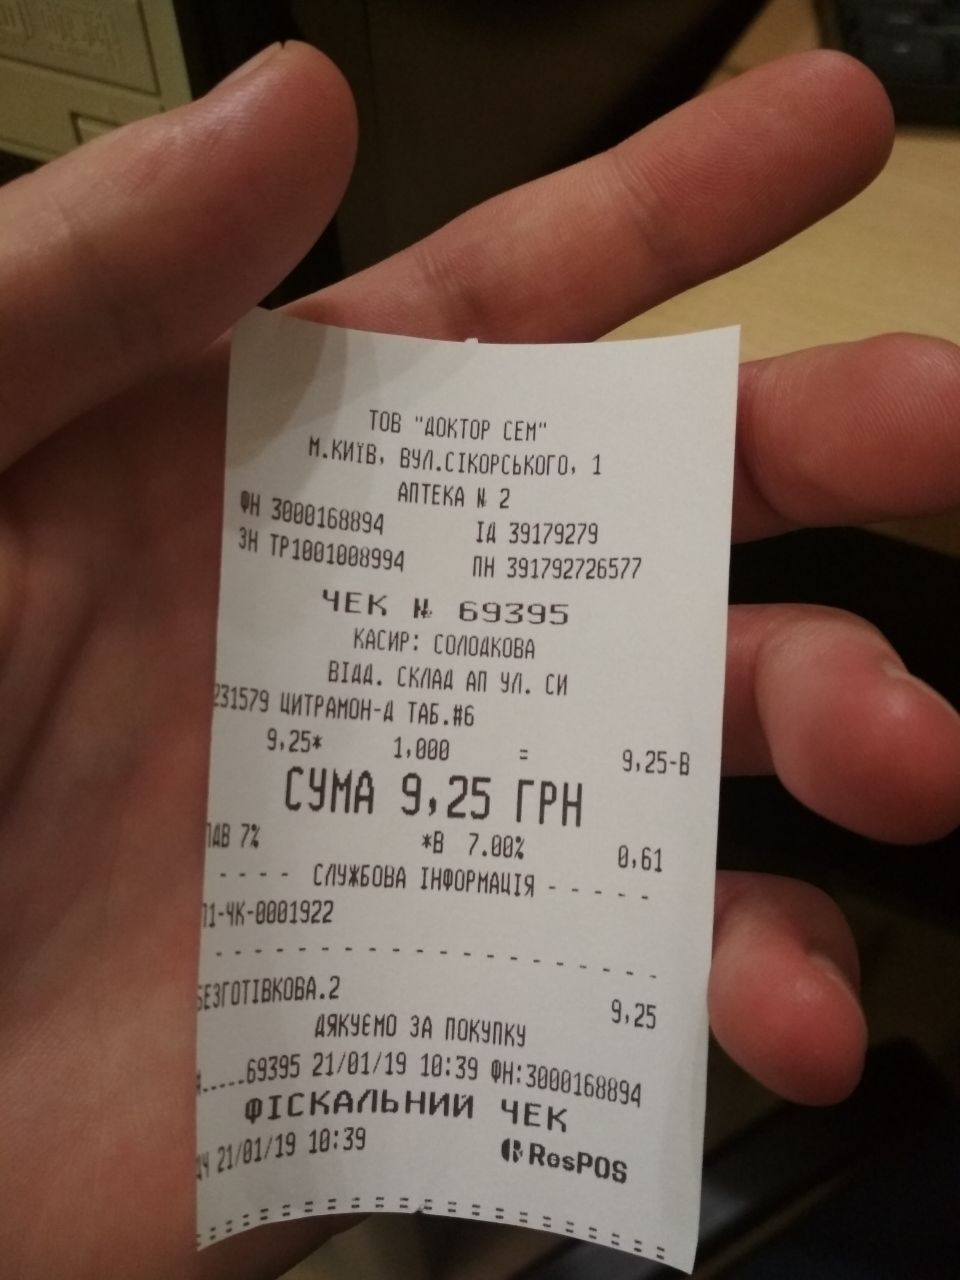 ТОВ "ДОКТОР СЕМ"
М.КИЇВ, ВУЛ.СІКОРСЬКОГО, 1
АПТЕКА № 2
ФН 3000168894 ІД 39179279
ЗН ТР1001008994 ПН 391792726577
ЧЕК № 69395
КАСИР: СОЛОДКОВА
ВІДД. СКЛАД АП УЛ. СИ
231579 ЦИТРАМОН-Д ТАБ.#6
9,25* 1,000 = 9,25-В
СУМА 9,25 ГРН
ПДВ 7% *В 7.00% 0,61
- - - - СЛУЖБОВА ІНФОРМАЦІЯ - - - - -
П1-ЧК-0001922
БЕЗГОТІВКОВА.2 9,25
ДЯКУЄМО ЗА ПОКУПКУ
.....69395 21/01/19 10:39 ФН:3000168894
ФІСКАЛЬНИЙ ЧЕК
21/01/19 10:39 ResPOS